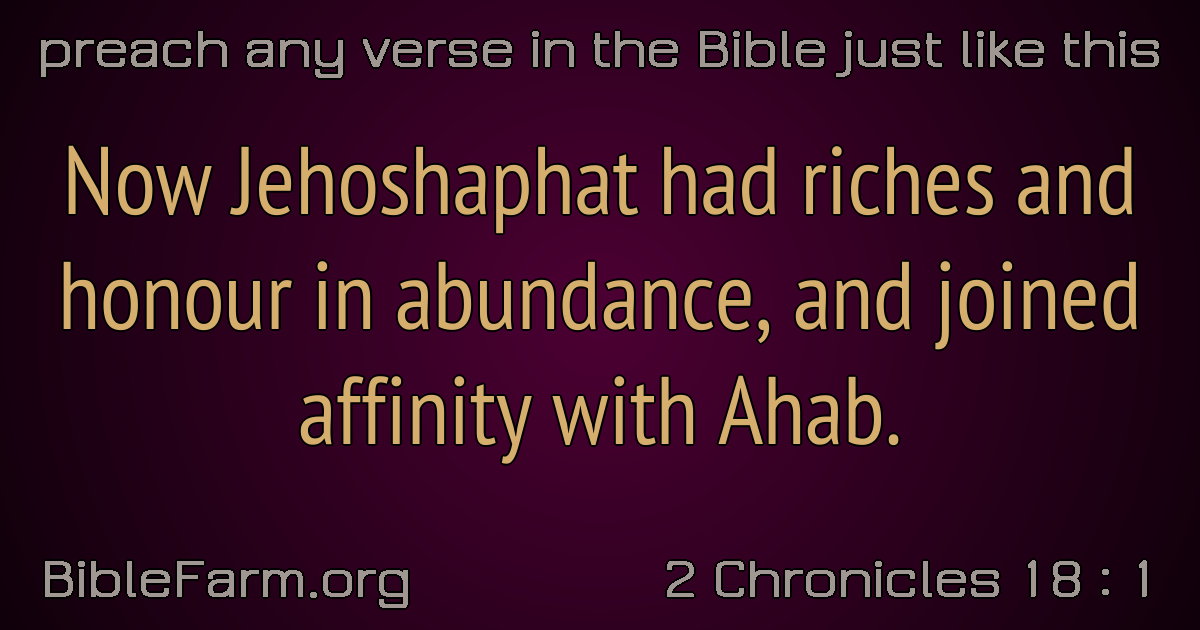 preach any verse in the Bible just like this
Now Jehoshaphat had riches and
honour in abundance, and joined
affinity with Ahab.
BibleFarm.org
2 Chronicles 18 : 1